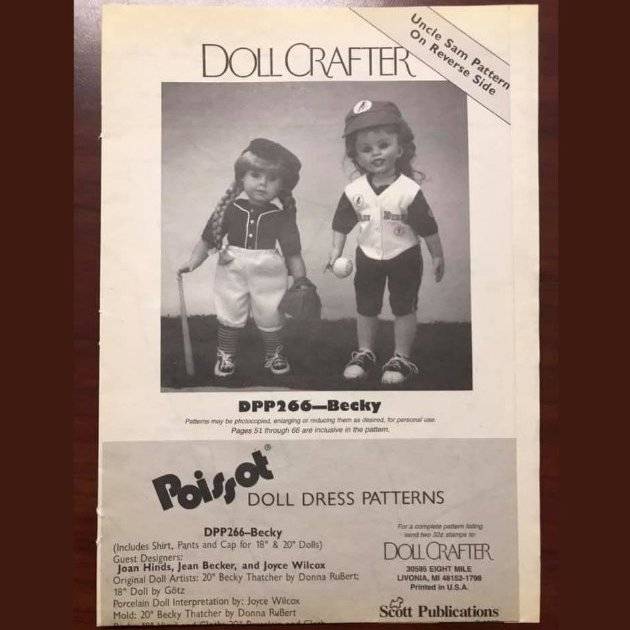 Uncle Sam Pattern
On Reverse Side
DOLL CRAFTER
DPP266—Becky
Patterns may be photocopied, enlarging or reducing them as desired, for personal use.
Pages 51 through 66 are inclusive in the pattern.
Poissot®
DOLL DRESS PATTERNS
DPP266–Becky
(Includes Shirt, Pants and Cap for 18" & 20" Dolls)
Guest Designers:
Joan Hinds, Jean Becker, and Joyce Wilcox
Original Doll Artists: 20" Becky Thatcher by Donna RuBert;
18" Doll by Götz
Porcelain Doll Interpretation by: Joyce Wilcox
Mold: 20" Becky Thatcher by Donna RuBert
For a complete pattern listing
send two 32¢ stamps to:
DOLL CRAFTER
30595 EIGHT MILE
LIVONIA, MI 48152-1798
Printed in U.S.A.
Scott Publications